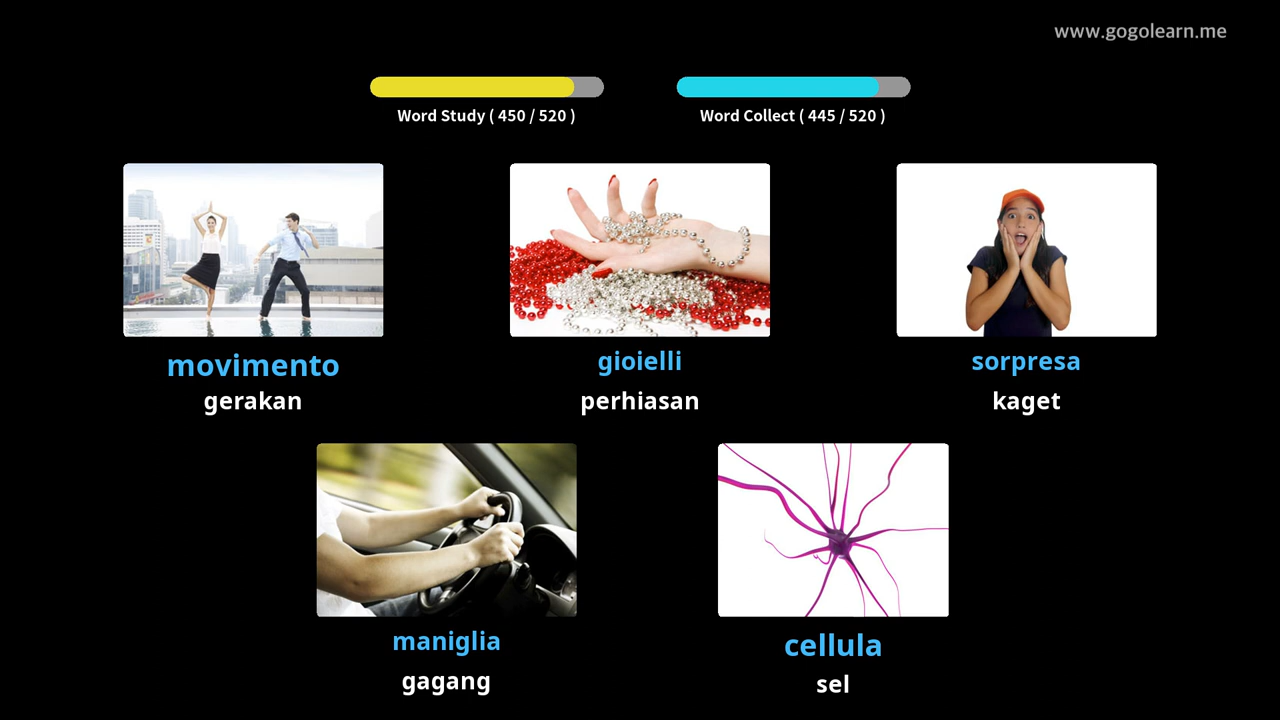 www.gogolearn.me
Word Study ( 450 / 520 )
Word Collect ( 445 / 520 )
movimento
gerakan
gioielli
perhiasan
sorpresa
kaget
maniglia
gagang
cellula
sel